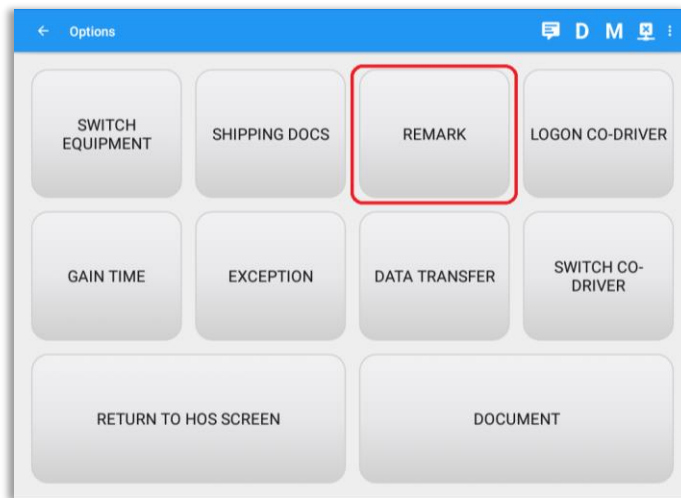 Options
D M
SWITCH
EQUIPMENT
SHIPPING DOCS
REMARK
LOGON CO-DRIVER
GAIN TIME
EXCEPTION
DATA TRANSFER
SWITCH CO-
DRIVER
RETURN TO HOS SCREEN
DOCUMENT